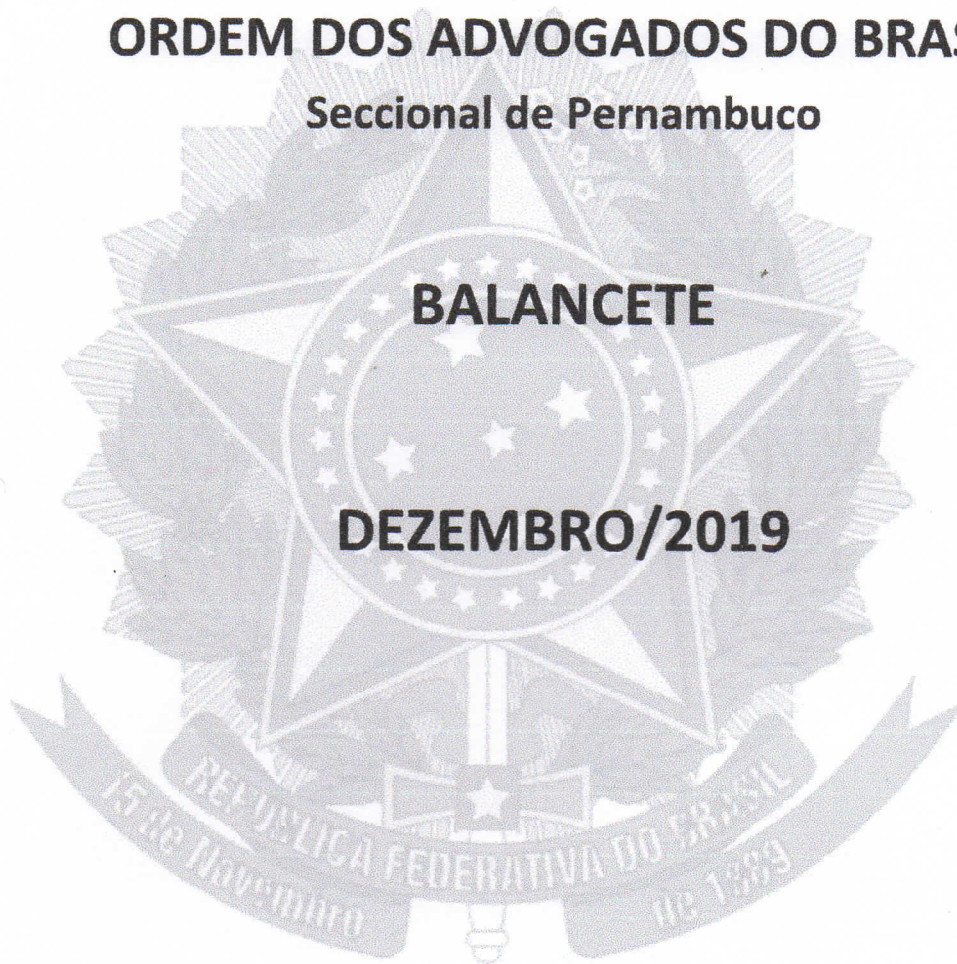 ORDEM DOS ADVOGADOS DO BRAS
Seccional de Pernambuco
BALANCETE
DEZEMBRO/2019
REPÚBLICA FEDERATIVA DO BRASIL
15 de Novembro
de 1889